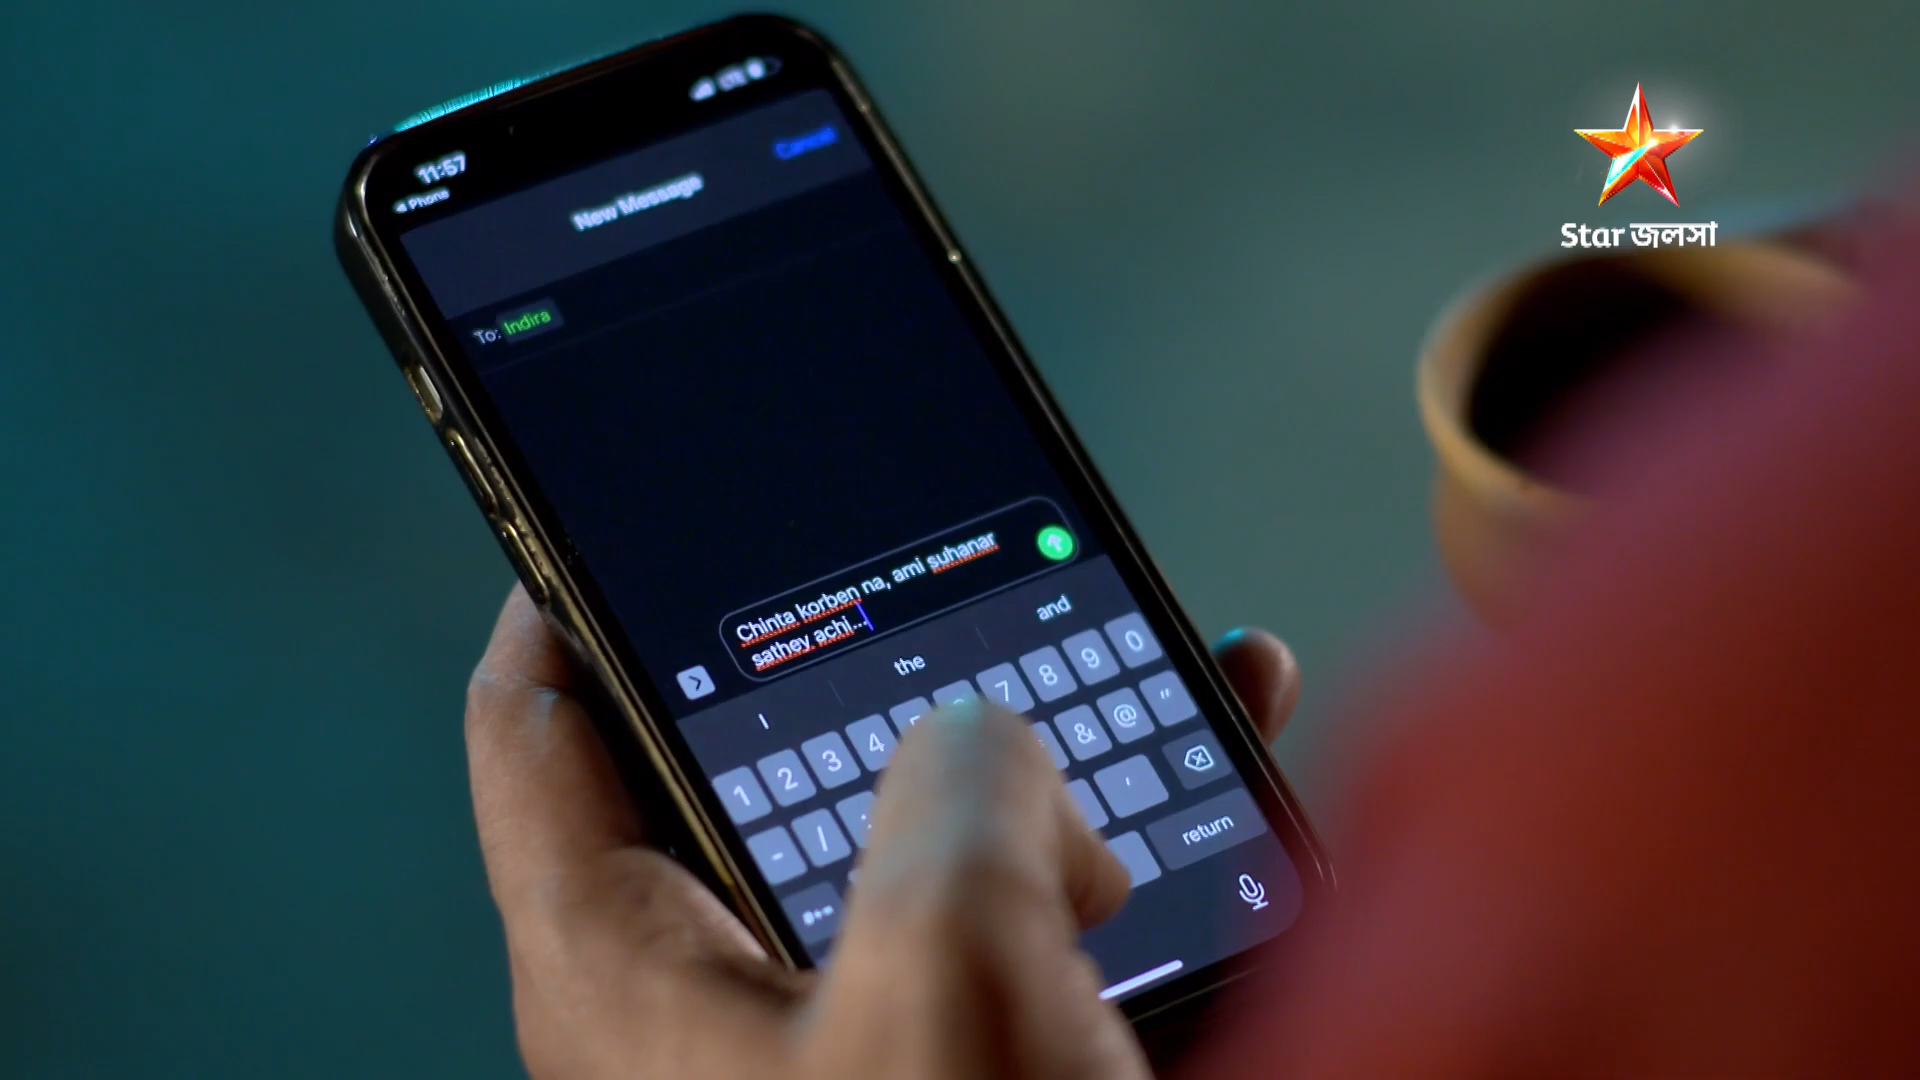 11:57
Phone
Cancel
New Message
To: Indira
Star জলসা
Chinta korben na, ami suhanar
sathey achi...
I
the
and
1 2 3 4 5 7 8 9 0
- / & @ "
'
#+=
return